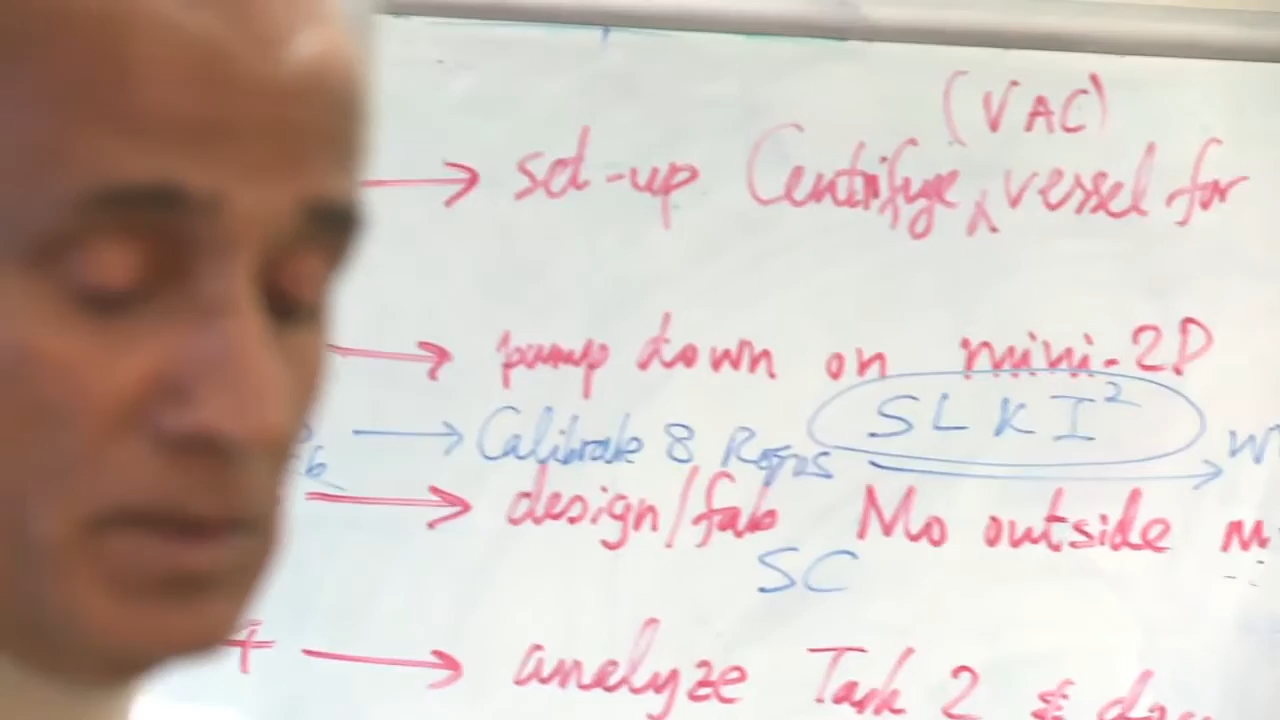 (VAC)
→ set-up Centrifuge ^ vessel for
→ pump down on mini-2D
SLKI²
→ Calibrate 8
→ design/fab Mo outside
SC
+ → analyze Task 2 &